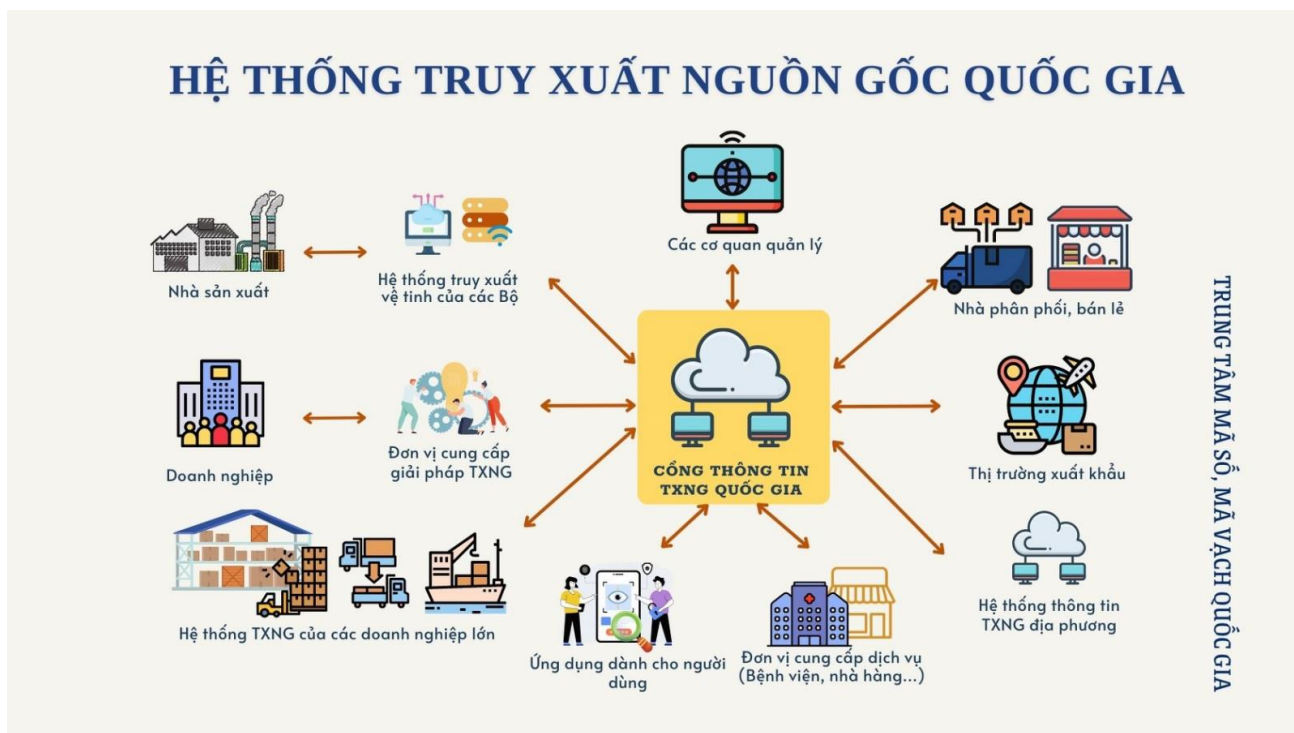 HỆ THỐNG TRUY XUẤT NGUỒN GỐC QUỐC GIA
Các cơ quan quản lý
Nhà sản xuất
Hệ thống truy xuất
vệ tinh của các Bộ
Nhà phân phối, bán lẻ
Doanh nghiệp
Đơn vị cung cấp
giải pháp TXNG
CỔNG THÔNG TIN
TXNG QUỐC GIA
Thị trường xuất khẩu
Hệ thống TXNG của các doanh nghiệp lớn
Ứng dụng dành cho người
dùng
Đơn vị cung cấp dịch vụ
(Bệnh viện, nhà hàng...)
Hệ thống thông tin
TXNG địa phương
TRUNG TÂM MÃ SỐ, MÃ VẠCH QUỐC GIA